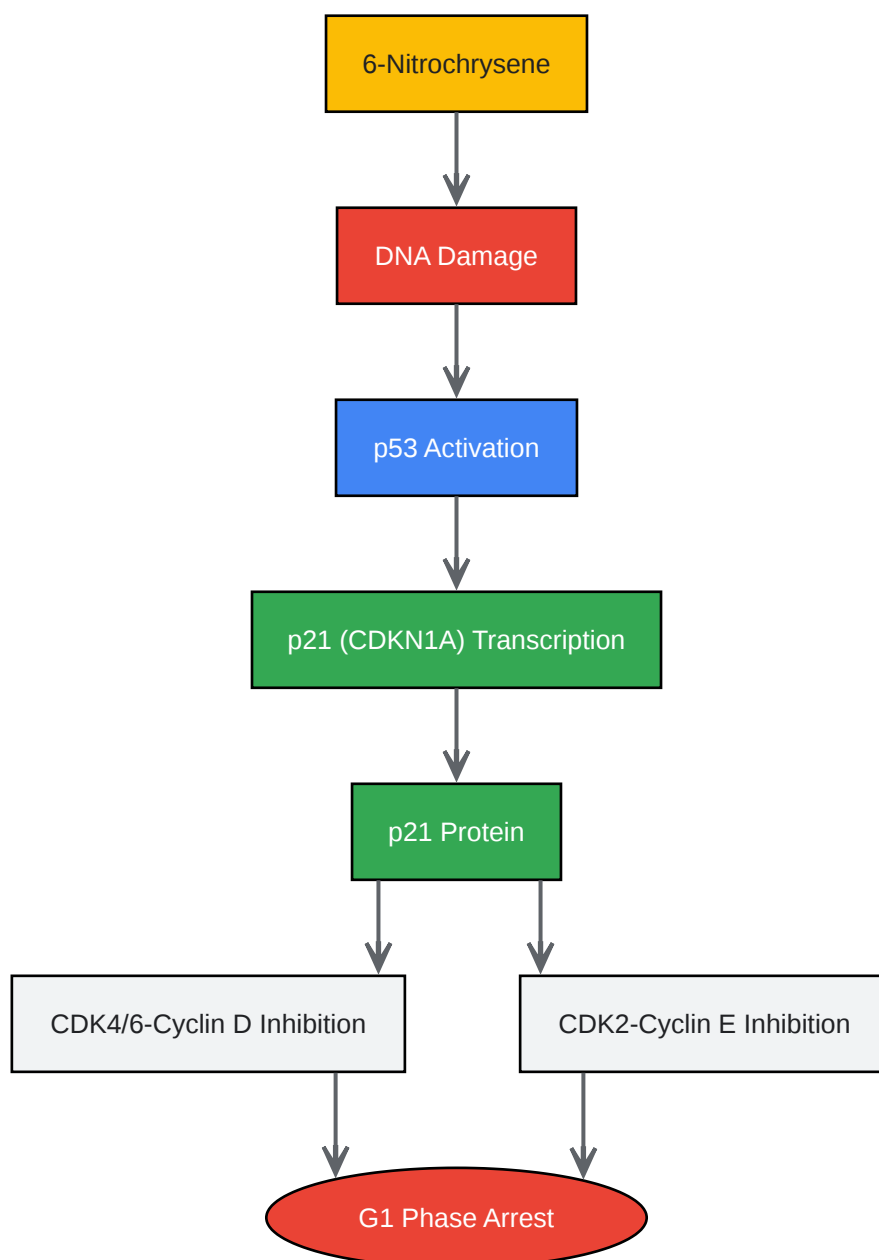 6-Nitrochrysene
DNA Damage
p53 Activation
p21 (CDKN1A) Transcription
p21 Protein
CDK4/6-Cyclin D Inhibition
CDK2-Cyclin E Inhibition
G1 Phase Arrest